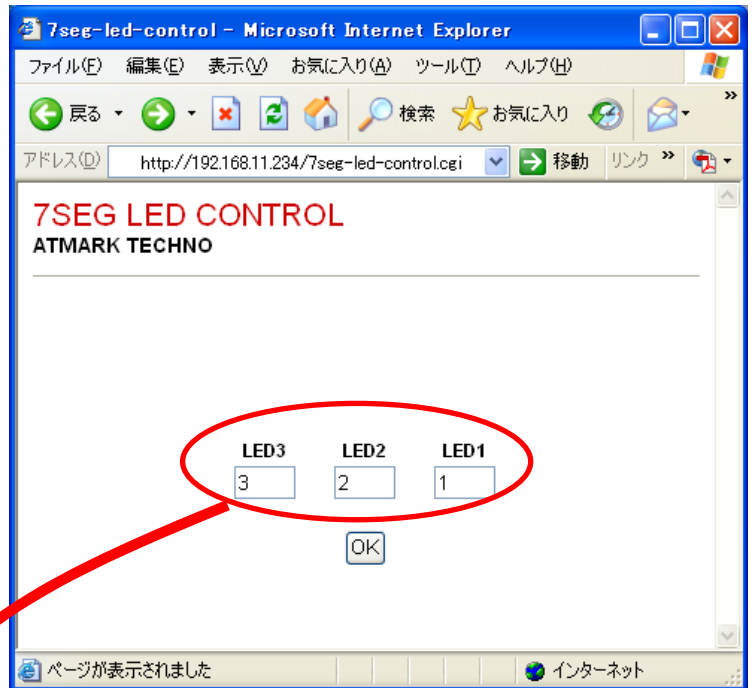 7seg-led-control - Microsoft Internet Explorer
ファイル(F) 編集(E) 表示(V) お気に入り(A) ツール(T) ヘルプ(H)
戻る 検索 お気に入り »
アドレス(D) http://192.168.11.234/7seg-led-control.cgi 移動 リンク »
7SEG LED CONTROL
ATMARK TECHNO
LED3 LED2 LED1
3 2 1
OK
ページが表示されました インターネット